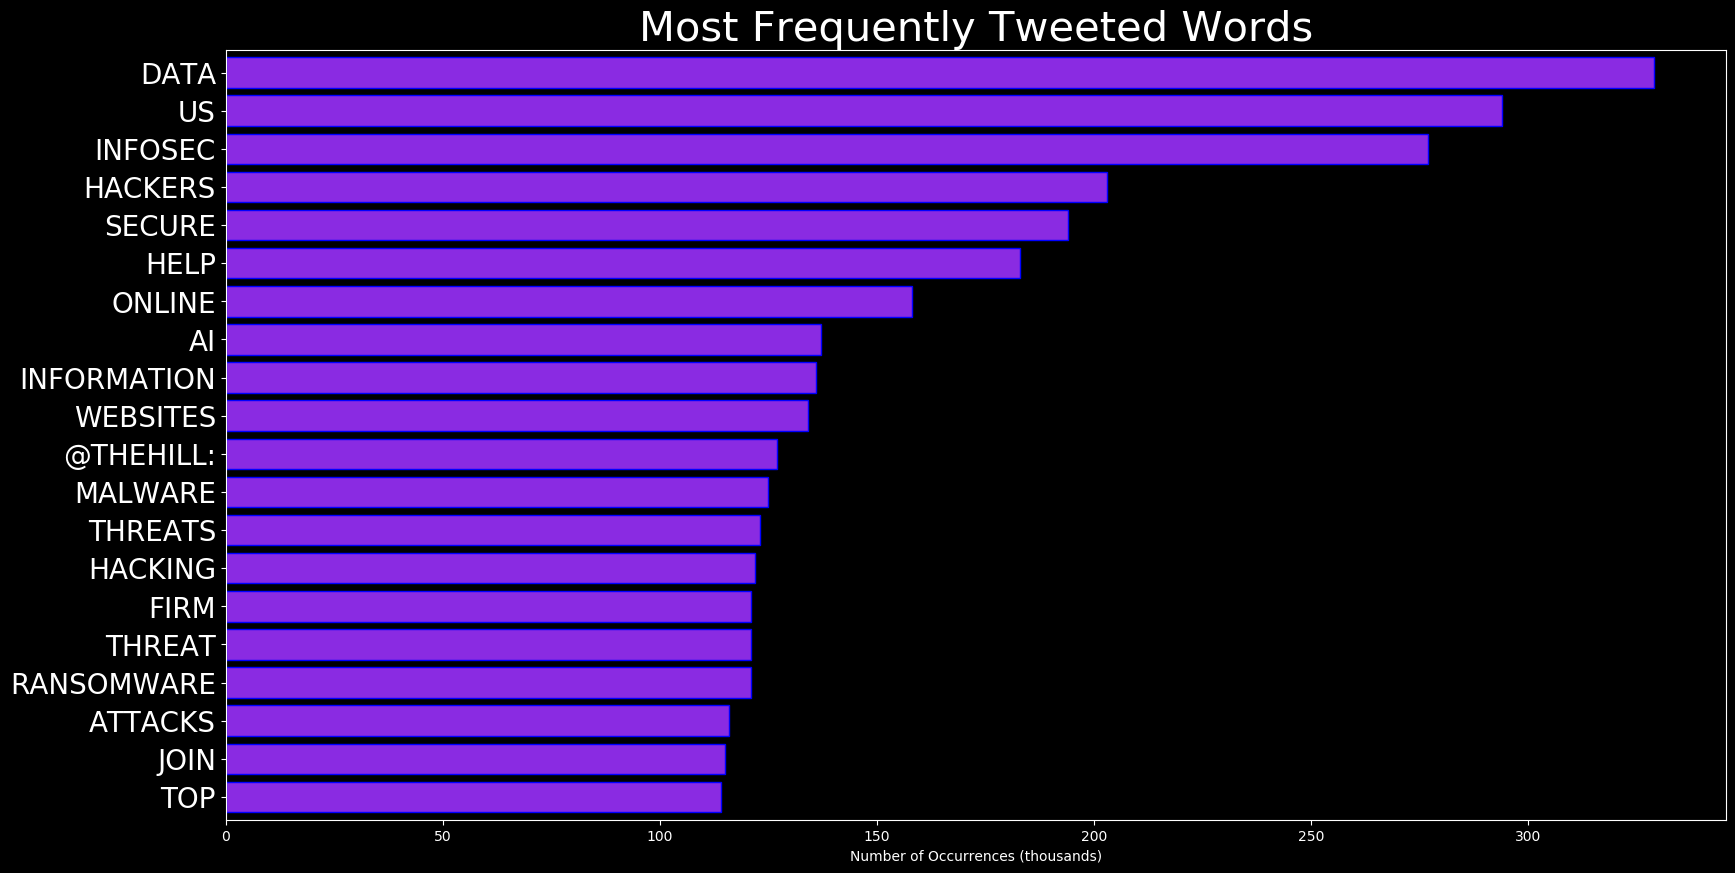 Most Frequently Tweeted Words
DATA
US
INFOSEC
HACKERS
SECURE
HELP
ONLINE
AI
INFORMATION
WEBSITES
@THEHILL:
MALWARE
THREATS
HACKING
FIRM
THREAT
RANSOMWARE
ATTACKS
JOIN
TOP
0 50 100 150 200 250 300
Number of Occurrences (thousands)